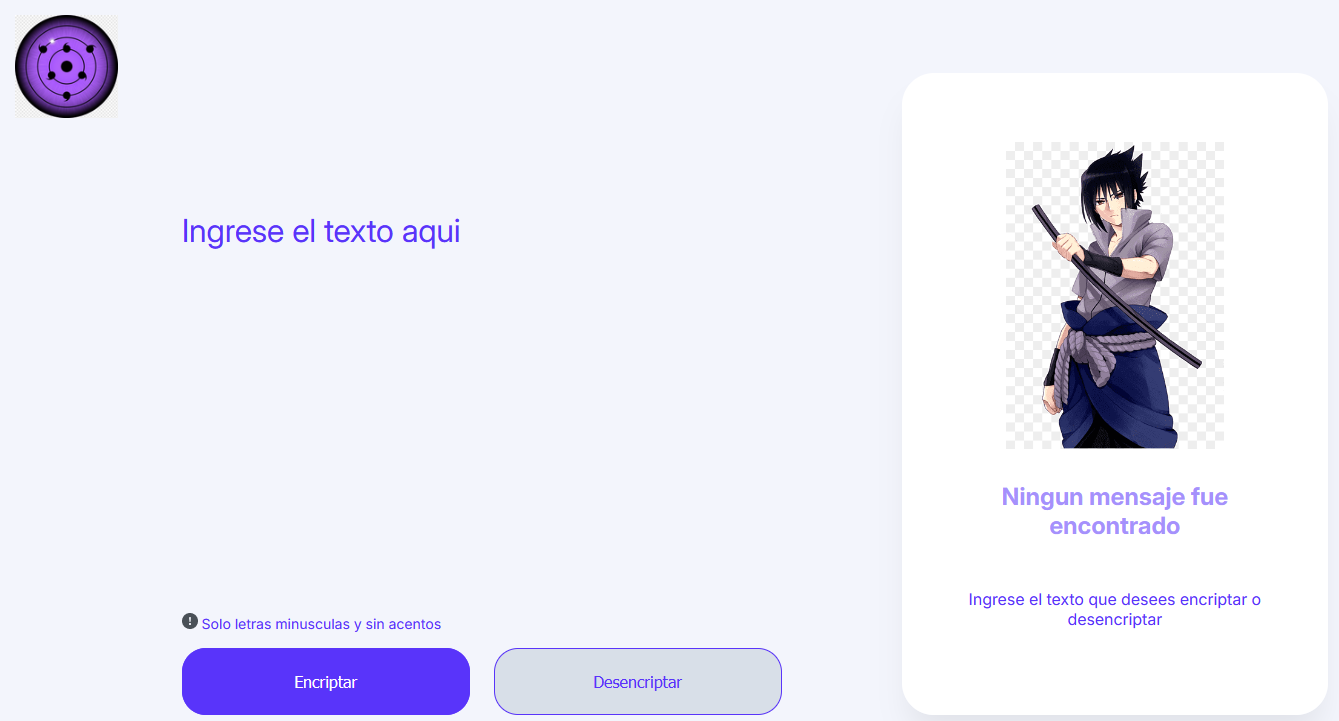 Ingrese el texto aqui
Solo letras minusculas y sin acentos
Encriptar
Desencriptar
Ningun mensaje fue
encontrado
Ingrese el texto que desees encriptar o
desencriptar